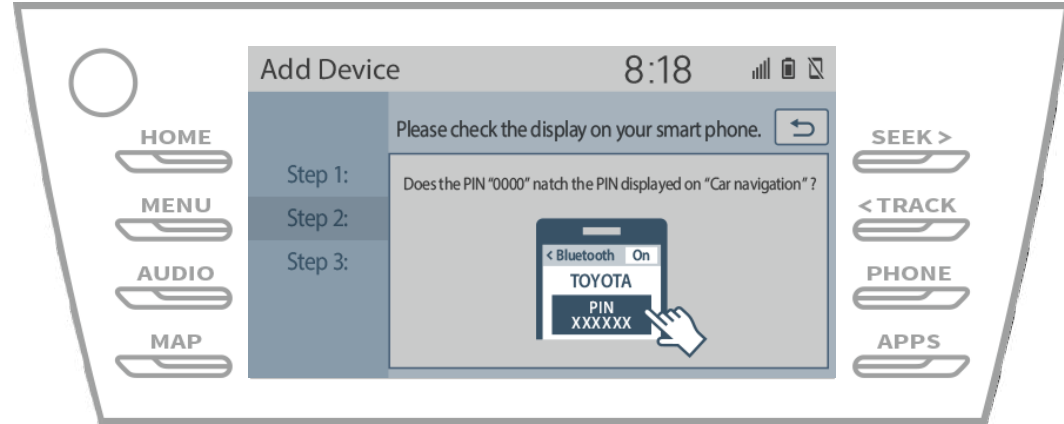 Add Device 8:18
Please check the display on your smart phone.
HOME
MENU
AUDIO
MAP
Step 1:
Step 2:
Step 3:
Does the PIN “0000” natch the PIN displayed on “Car navigation” ?
< Bluetooth On
TOYOTA
PIN
XXXXXX
SEEK >
< TRACK
PHONE
APPS